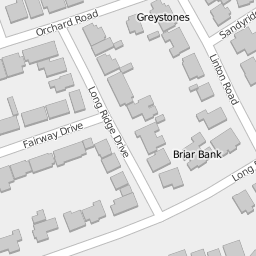 Greystones
Orchard Road
Sandyrid
Linton Road
Long Ridge Drive
Fairway Drive
Briar Bank
Long R